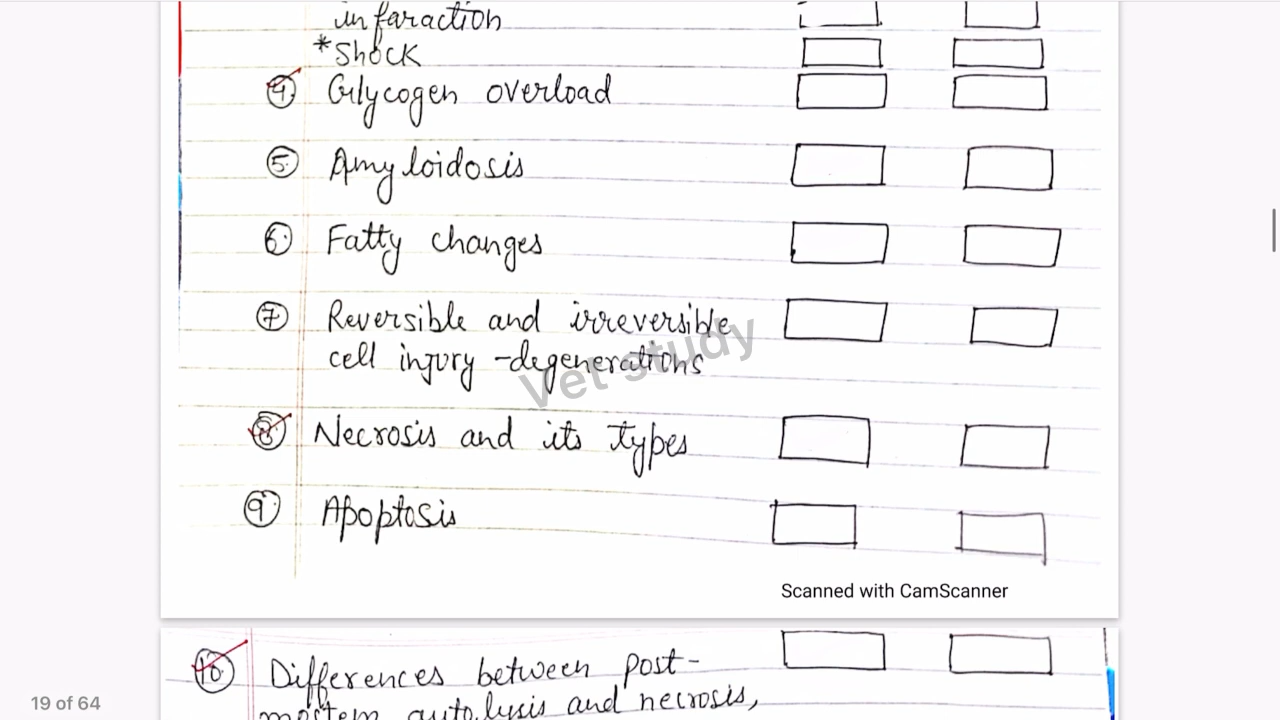 infaraction
*Shock
4. Glycogen overload
5. Amyloidosis
6. Fatty changes
7. Reversible and irreversible
cell injury -degenerations
Vet study
8. Necrosis and its types
9. Apoptosis
Scanned with CamScanner
10. Differences between post-
mortem autolysis and necrosis,
19 of 64